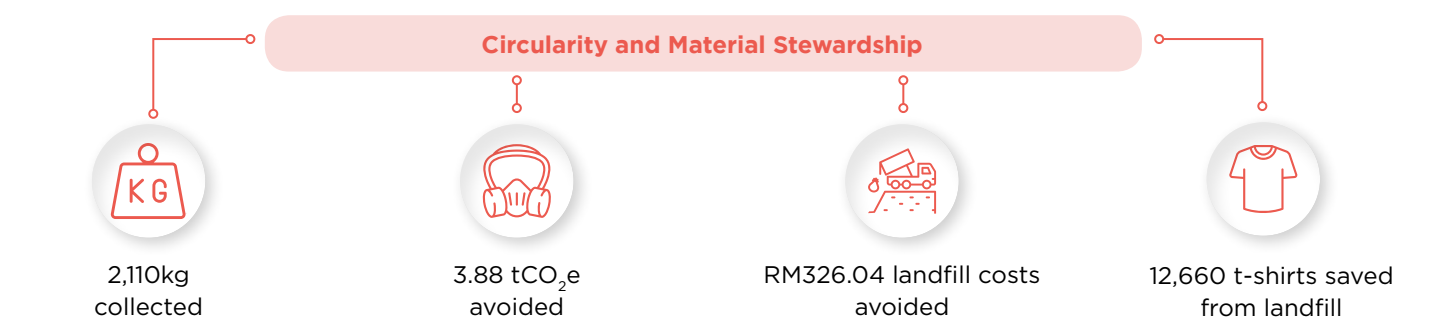 Circularity and Material Stewardship
KG
2,110kg
collected
3.88 tCO₂e
avoided
RM326.04 landfill costs
avoided
12,660 t-shirts saved
from landfill